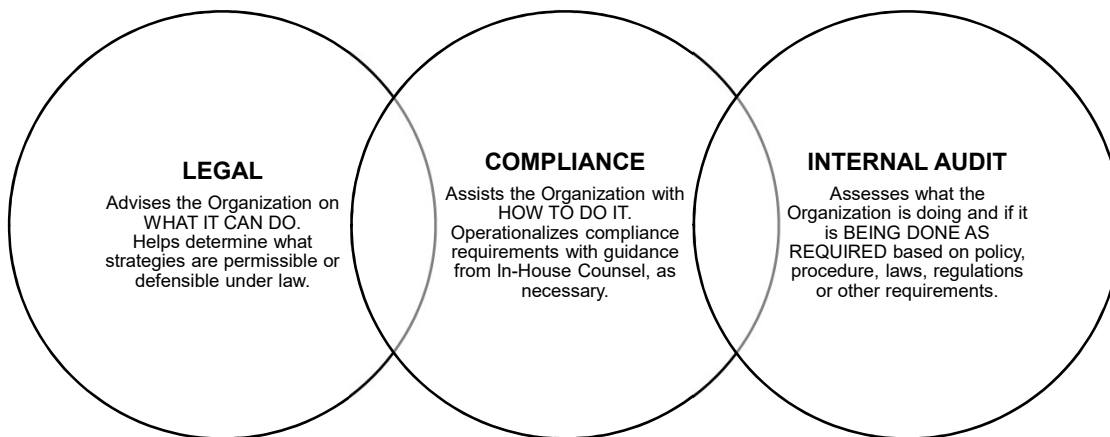 LEGAL
Advises the Organization on
WHAT IT CAN DO.
Helps determine what
strategies are permissible or
defensible under law.
COMPLIANCE
Assists the Organization with
HOW TO DO IT.
Operationalizes compliance
requirements with guidance
from In-House Counsel, as
necessary.
INTERNAL AUDIT
Assesses what the
Organization is doing and if it
is BEING DONE AS
REQUIRED based on policy,
procedure, laws, regulations
or other requirements.